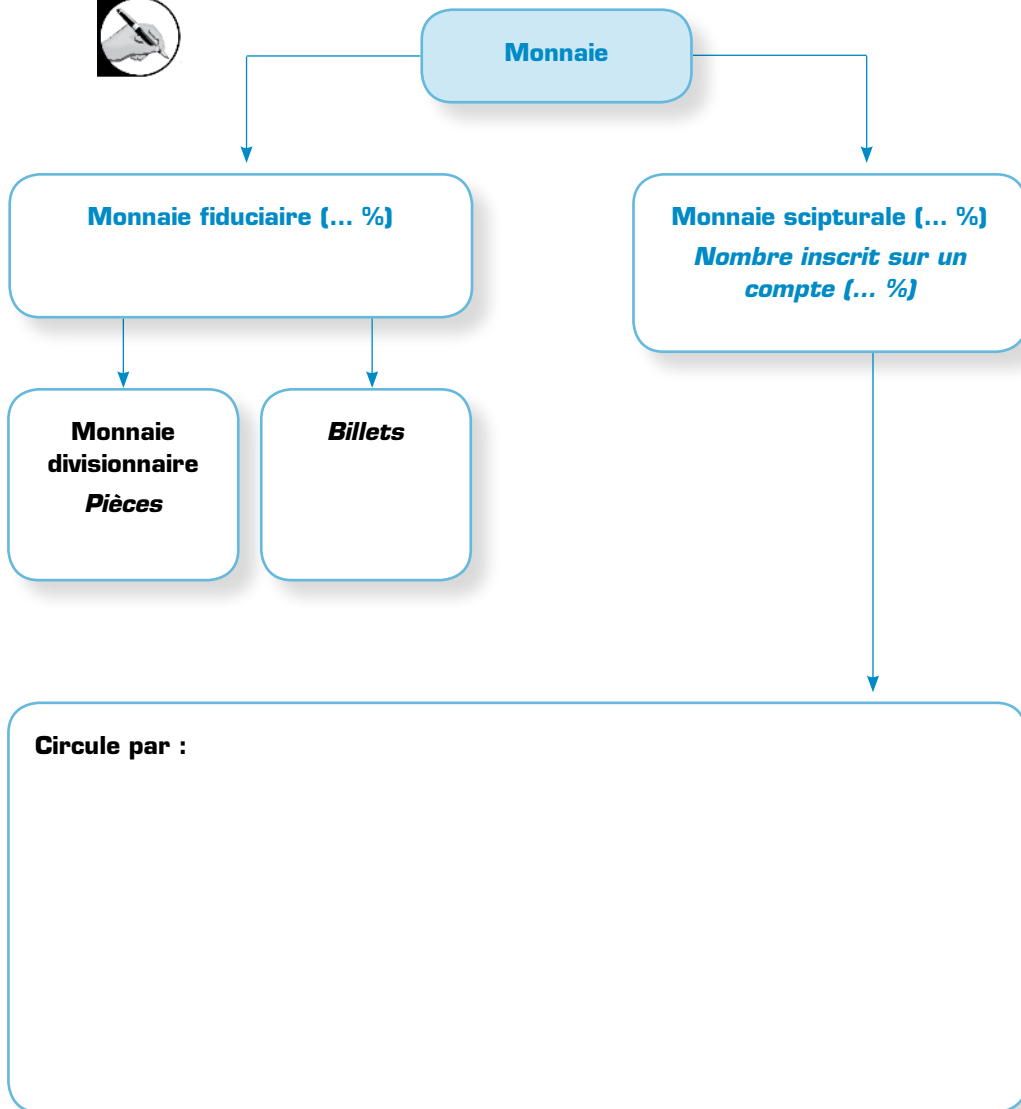 Monnaie
Monnaie fiduciaire (... %)
Monnaie scipturale (... %)
Nombre inscrit sur un
compte (... %)
Monnaie
divisionnaire
Pièces
Billets
Circule par :